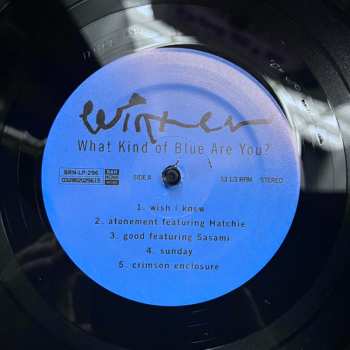 Winter
What Kind of Blue Are You?
BRN-LP-296
SIDE A
33 1/3 RPM STEREO
1. wish i knew
2. atonement featuring Hatchie
3. good featuring Sasami
4. sunday
5. crimson enclosure